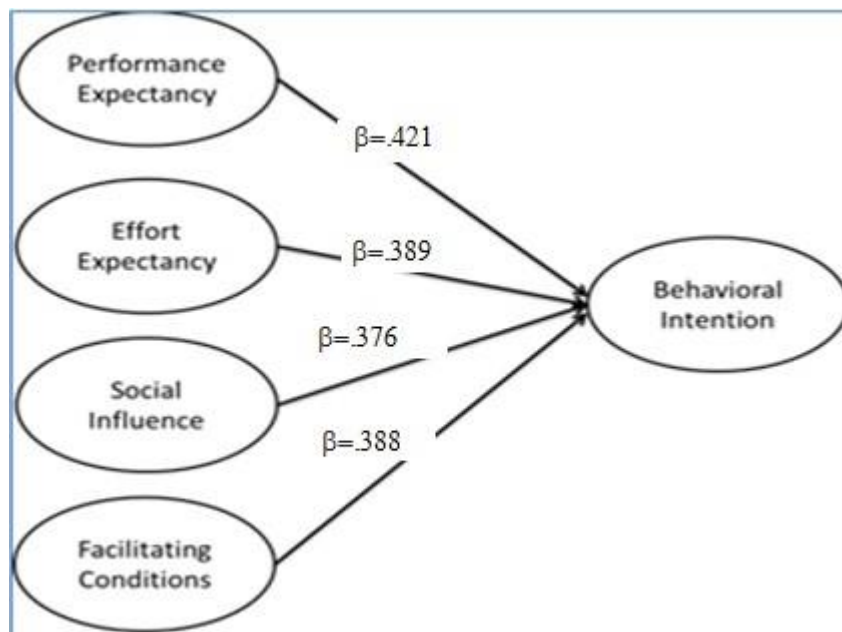 Performance
Expectancy
β=.421
Effort
Expectancy
β=.389
Behavioral
Intention
β=.376
Social
Influence
β=.388
Facilitating
Conditions